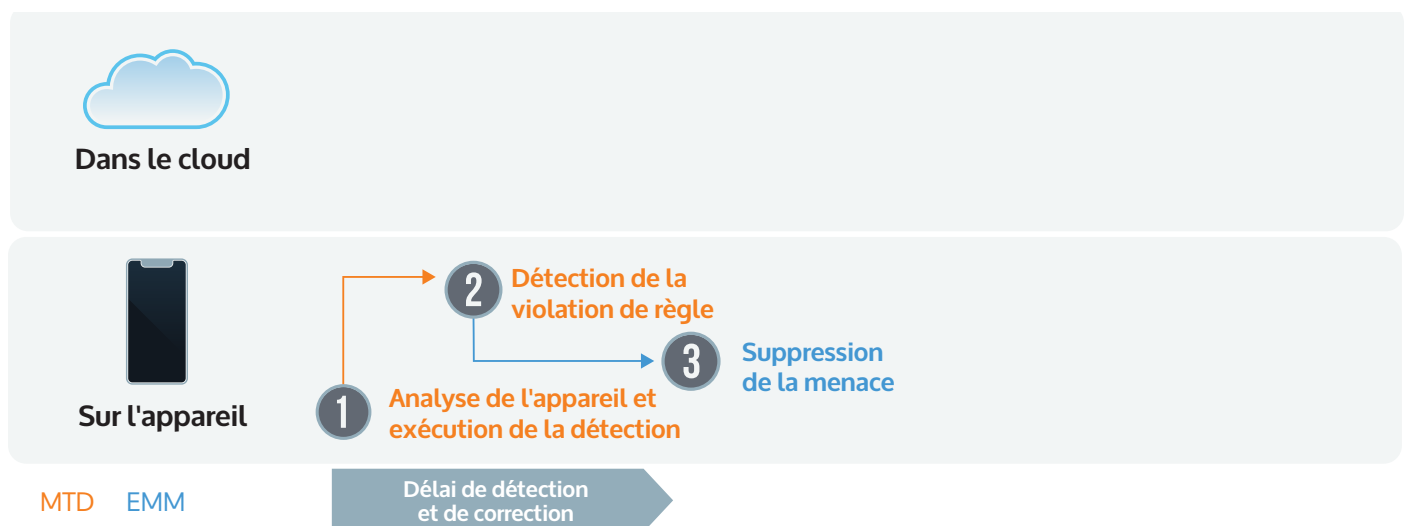 Dans le cloud
2
Détection de la
violation de règle
3
Suppression
de la menace
Sur l'appareil
1
Analyse de l'appareil et
exécution de la détection
MTD
EMM
Délai de détection
et de correction